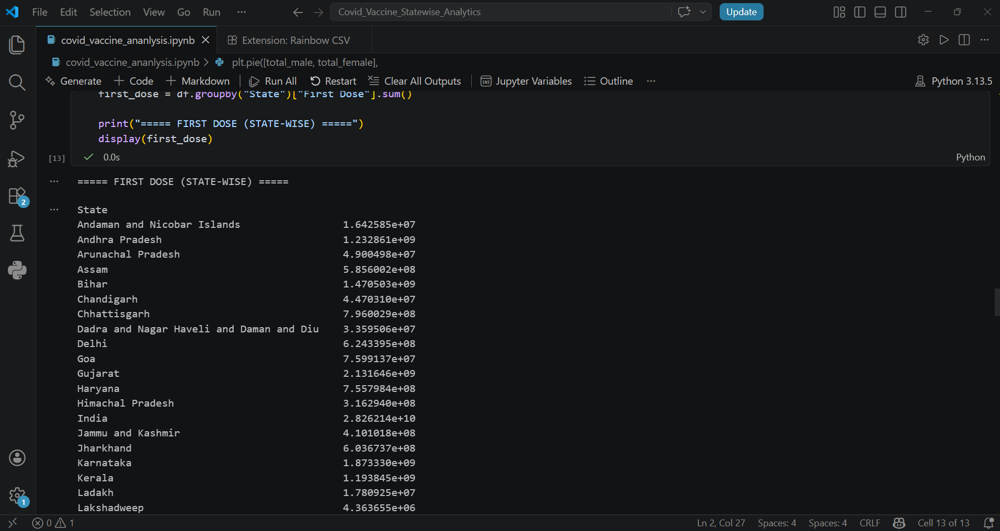 File Edit Selection View Go Run ··· Covid_Vaccine_Statewise_Analytics Update
covid_vaccine_ananlysis.ipynb Extension: Rainbow CSV
covid_vaccine_ananlysis.ipynb > plt.pie([total_male, total_female],
Generate + Code + Markdown Run All Restart Clear All Outputs Jupyter Variables Outline ··· Python 3.13.5
first_dose = df.groupby("State")["First Dose"].sum()
print("===== FIRST DOSE (STATE-WISE) =====")
display(first_dose)
[13] 0.0s Python
··· ===== FIRST DOSE (STATE-WISE) =====
··· State
Andaman and Nicobar Islands 1.642585e+07
Andhra Pradesh 1.232861e+09
Arunachal Pradesh 4.900498e+07
Assam 5.856002e+08
Bihar 1.470503e+09
Chandigarh 4.470310e+07
Chhattisgarh 7.960029e+08
Dadra and Nagar Haveli and Daman and Diu 3.359506e+07
Delhi 6.243395e+08
Goa 7.599137e+07
Gujarat 2.131646e+09
Haryana 7.557984e+08
Himachal Pradesh 3.162940e+08
India 2.826214e+10
Jammu and Kashmir 4.101018e+08
Jharkhand 6.036737e+08
Karnataka 1.873330e+09
Kerala 1.193845e+09
Ladakh 1.780925e+07
Lakshadweep 4.363655e+06
2
1
0 1 Ln 2, Col 27 Spaces: 4 Spaces: 4 CRLF Cell 13 of 13